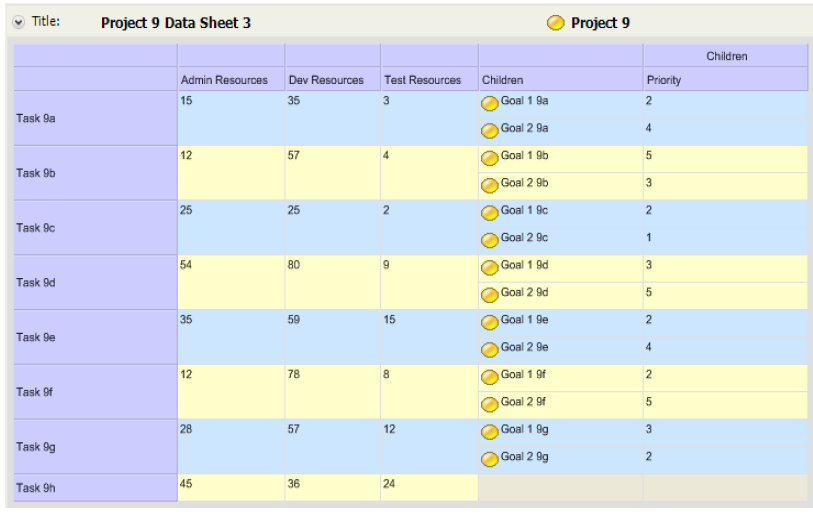 Title: Project 9 Data Sheet 3 Project 9
Children
Admin Resources Dev Resources Test Resources Children Priority
Task 9a 15 35 3 Goal 1 9a 2
Goal 2 9a 4
Task 9b 12 57 4 Goal 1 9b 5
Goal 2 9b 3
Task 9c 25 25 2 Goal 1 9c 2
Goal 2 9c 1
Task 9d 54 80 9 Goal 1 9d 3
Goal 2 9d 5
Task 9e 35 59 15 Goal 1 9e 2
Goal 2 9e 4
Task 9f 12 78 8 Goal 1 9f 2
Goal 2 9f 5
Task 9g 28 57 12 Goal 1 9g 3
Goal 2 9g 2
Task 9h 45 36 24